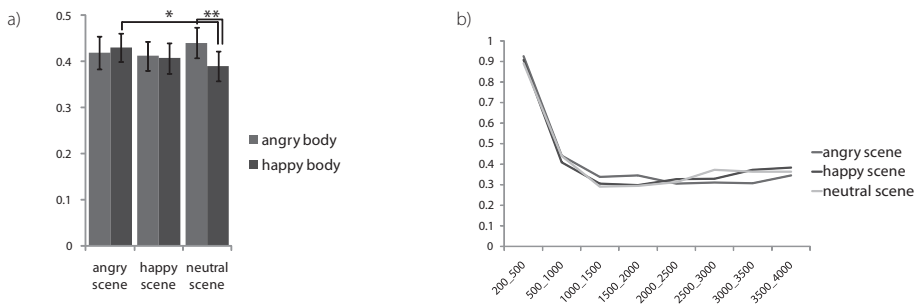 a)
0.5
0.4
0.3
0.2
0.1
0
* **
angry scene
happy scene
neutral scene
angry body
happy body
b)
1
0.9
0.8
0.7
0.6
0.5
0.4
0.3
0.2
0.1
0
200_500
500_1000
1000_1500
1500_2000
2000_2500
2500_3000
3000_3500
3500_4000
angry scene
happy scene
neutral scene